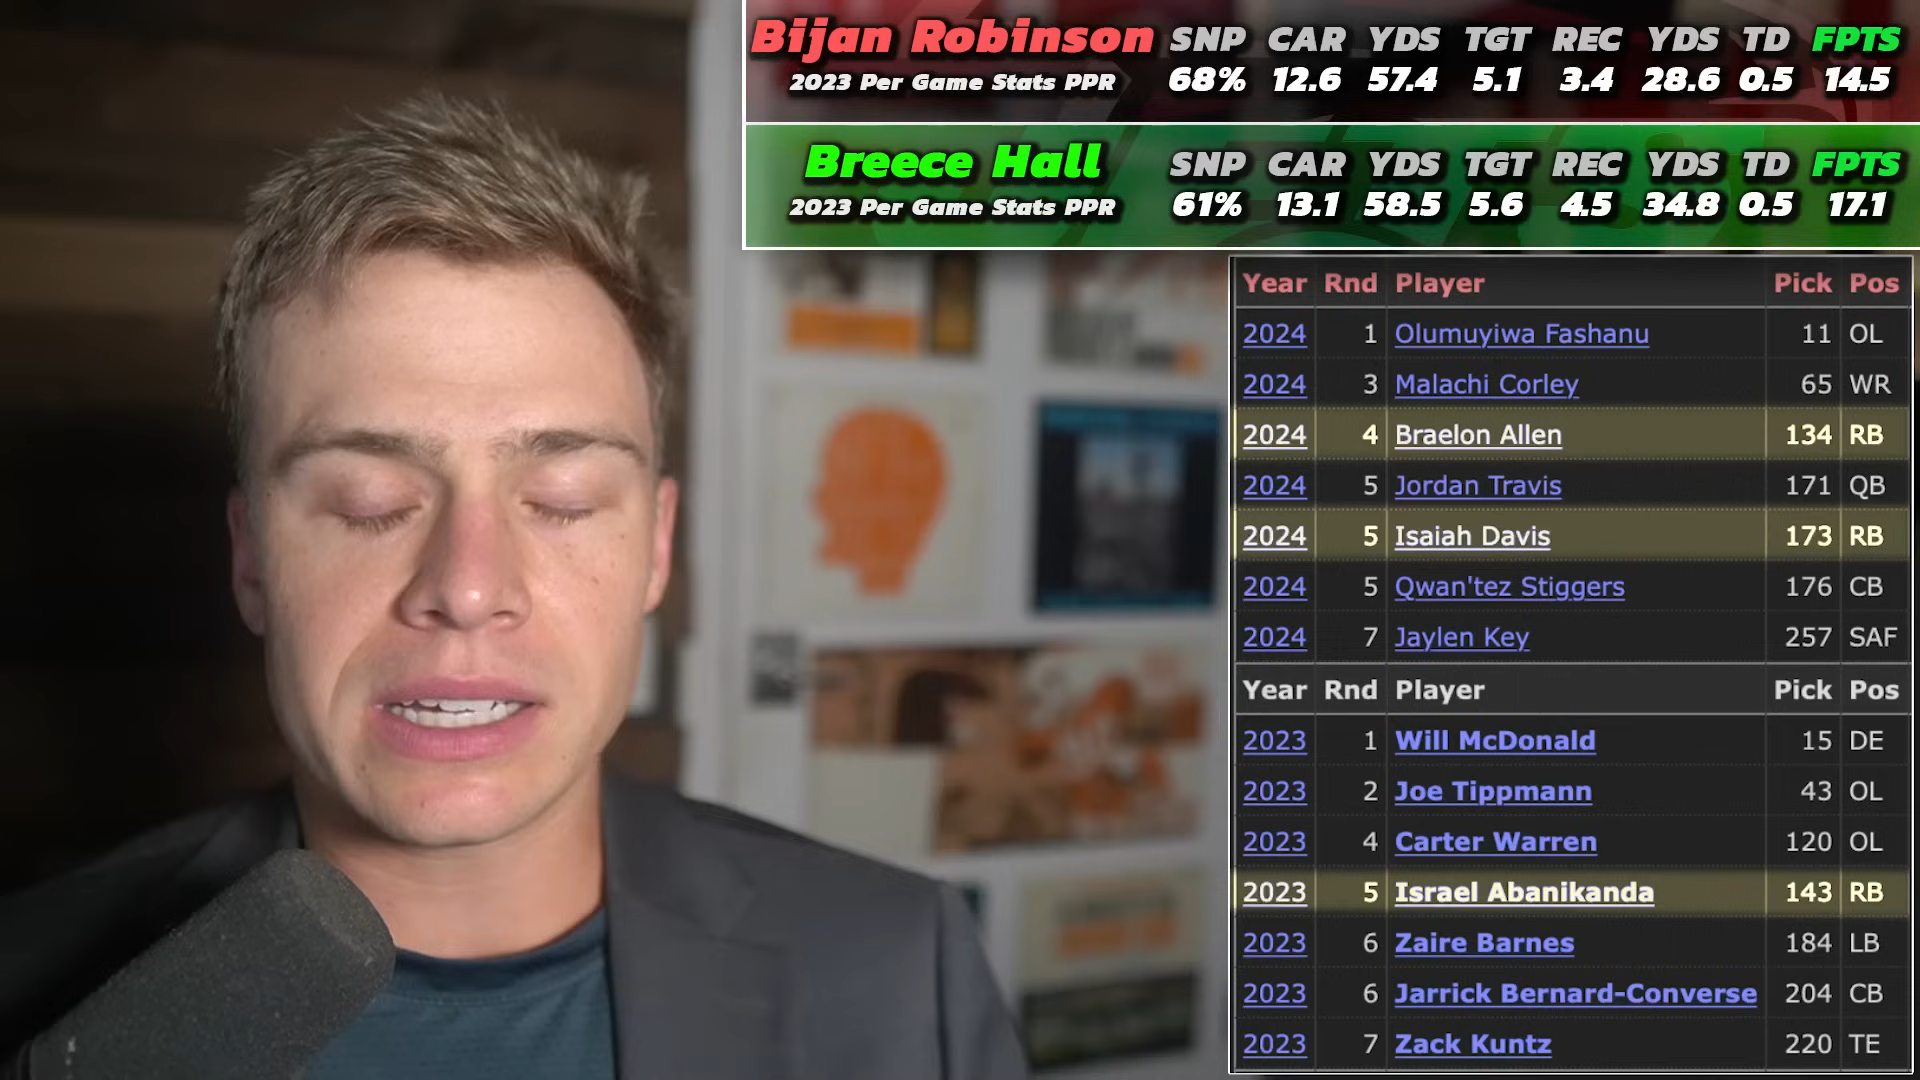 Bijan Robinson SNP CAR YDS TGT REC YDS TD FPTS
2023 Per Game Stats PPR 68% 12.6 57.4 5.1 3.4 28.6 0.5 14.5
Breece Hall SNP CAR YDS TGT REC YDS TD FPTS
2023 Per Game Stats PPR 61% 13.1 58.5 5.6 4.5 34.8 0.5 17.1
Year Rnd Player Pick Pos
2024 1 Olumuyiwa Fashanu 11 OL
2024 3 Malachi Corley 65 WR
2024 4 Braelon Allen 134 RB
2024 5 Jordan Travis 171 QB
2024 5 Isaiah Davis 173 RB
2024 5 Qwan'tez Stiggers 176 CB
2024 7 Jaylen Key 257 SAF
Year Rnd Player Pick Pos
2023 1 Will McDonald 15 DE
2023 2 Joe Tippmann 43 OL
2023 4 Carter Warren 120 OL
2023 5 Israel Abanikanda 143 RB
2023 6 Zaire Barnes 184 LB
2023 6 Jarrick Bernard-Converse 204 CB
2023 7 Zack Kuntz 220 TE